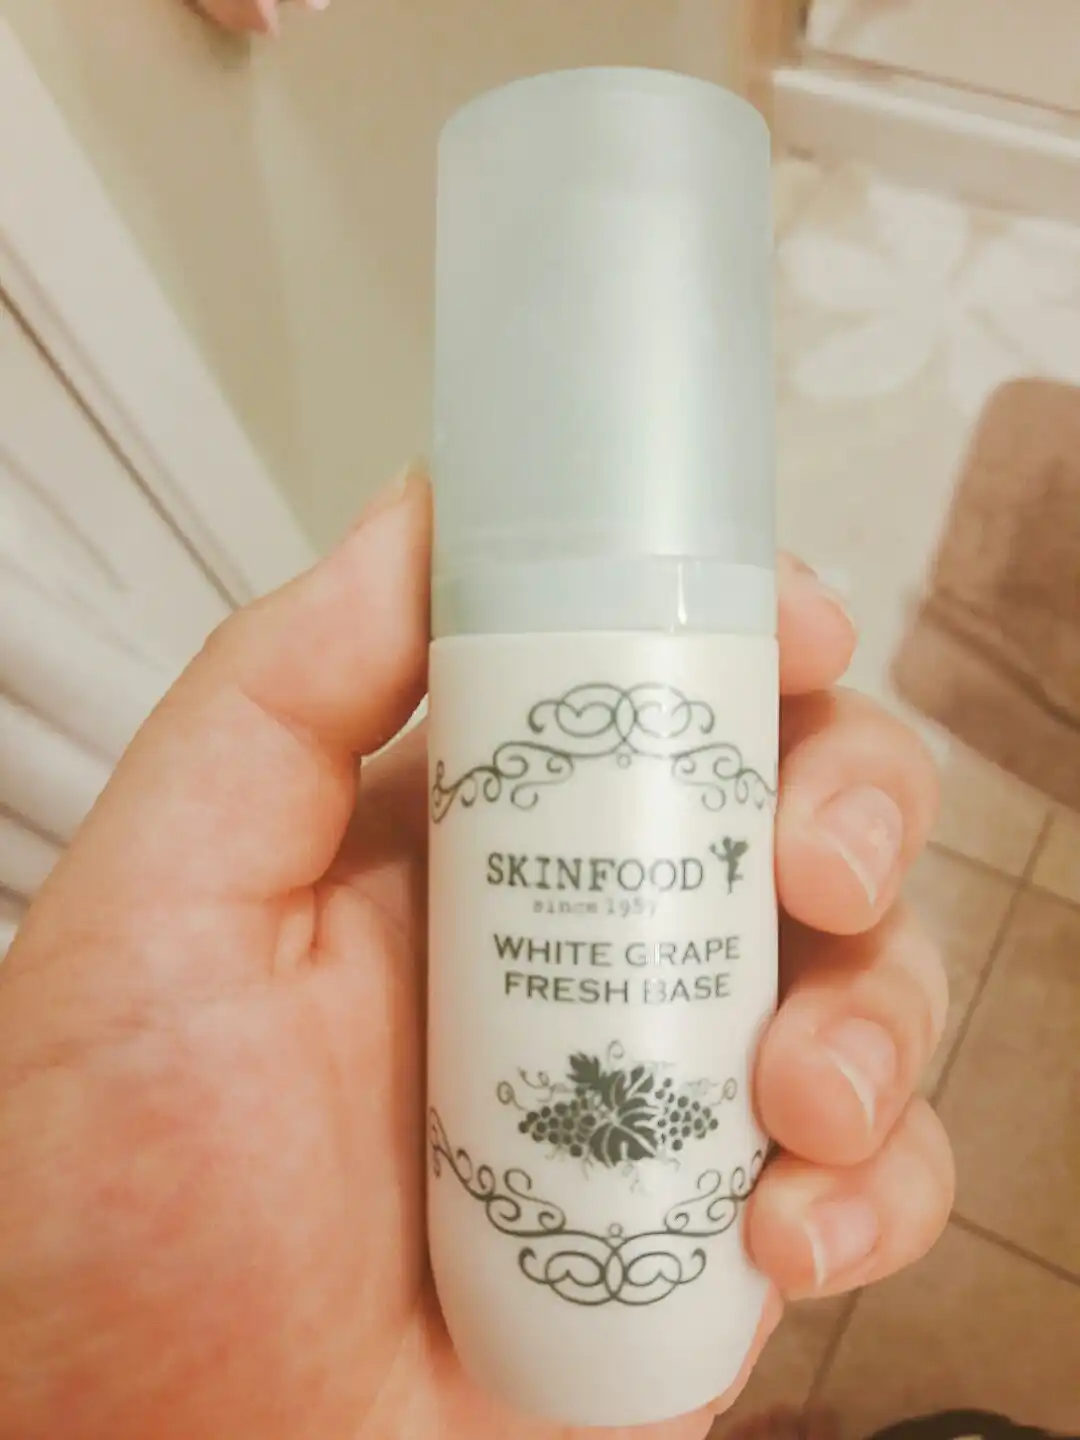 SKINFOOD
since 1957
WHITE GRAPE
FRESH BASE